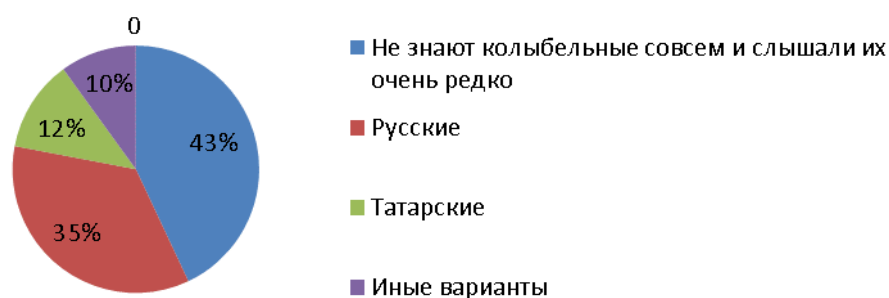 0
10%
12%
43%
35%
Не знают колыбельные совсем и слышали их
очень редко
Русские
Татарские
Иные варианты